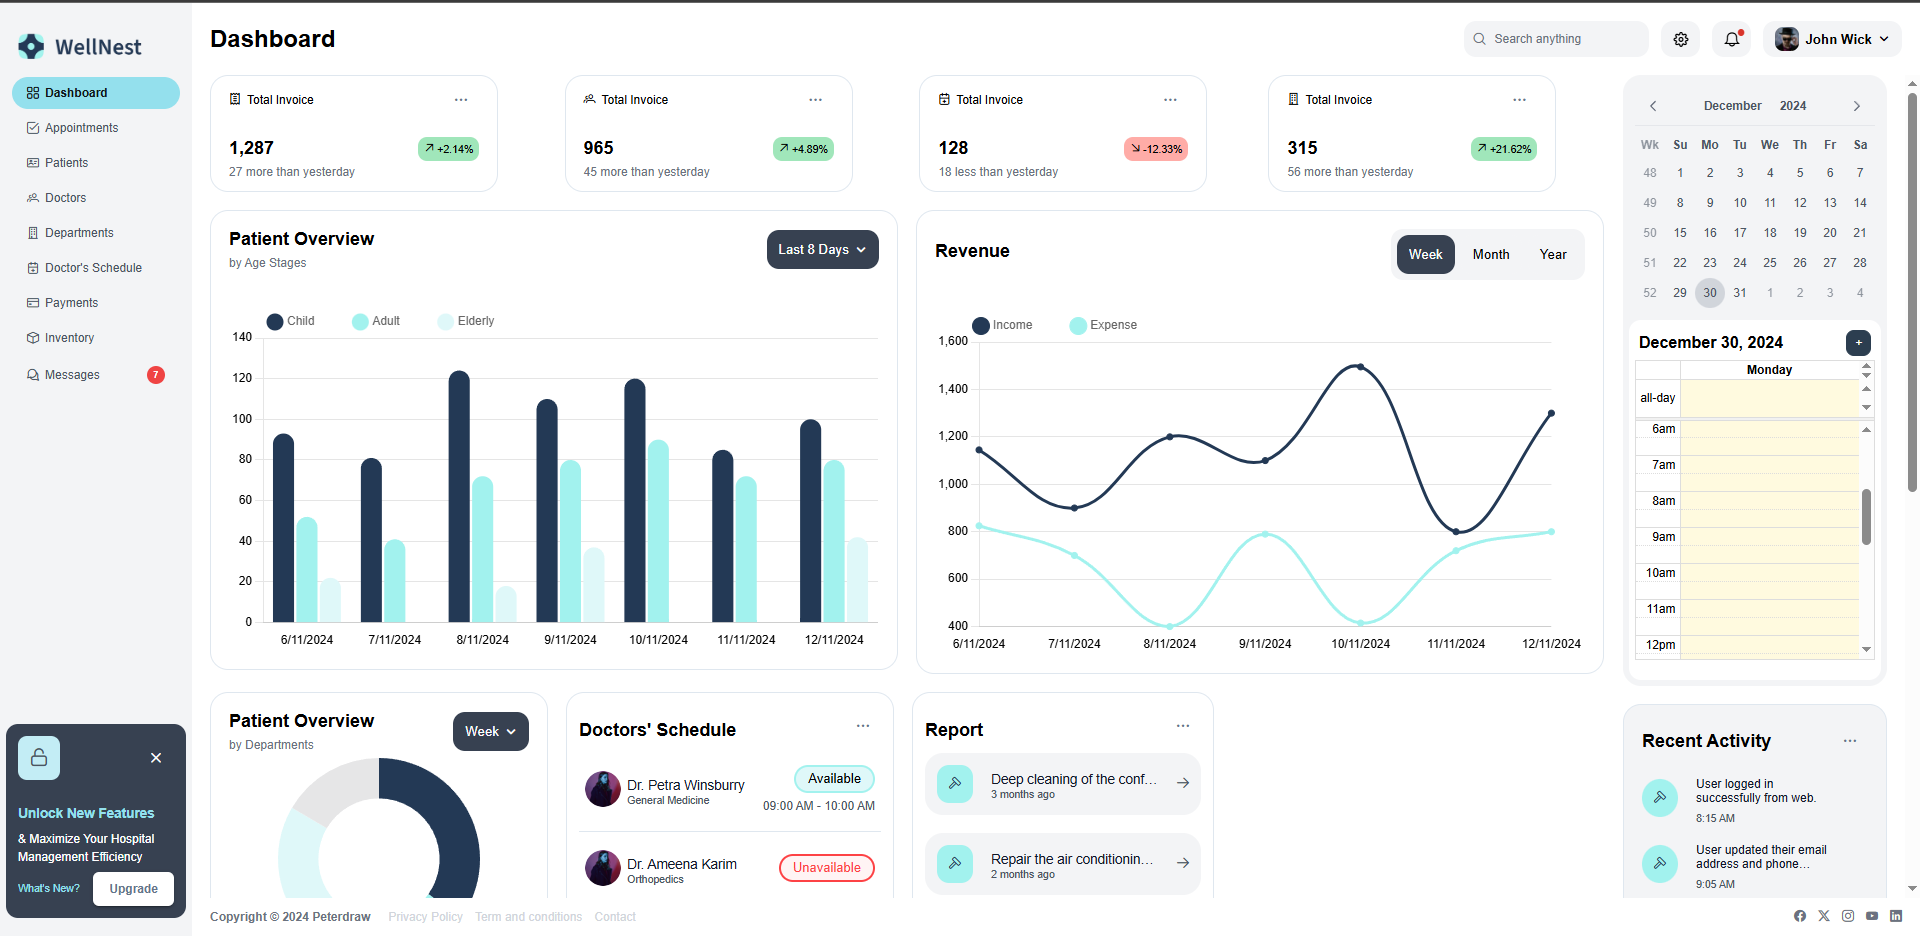 WellNest
Dashboard
Appointments
Patients
Doctors
Departments
Doctor's Schedule
Payments
Inventory
Messages
7
Unlock New Features
& Maximize Your Hospital
Management Efficiency
What's New?
Upgrade
Dashboard
Search anything
John Wick
Total Invoice
1,287
+2.14%
27 more than yesterday
Total Invoice
965
+4.89%
45 more than yesterday
Total Invoice
128
-12.33%
18 less than yesterday
Total Invoice
315
+21.62%
56 more than yesterday
Patient Overview
by Age Stages
Last 8 Days
Child Adult Elderly
140
120
100
80
60
40
20
0
6/11/2024 7/11/2024 8/11/2024 9/11/2024 10/11/2024 11/11/2024 12/11/2024
Revenue
Week Month Year
Income Expense
1,600
1,400
1,200
1,000
800
600
400
6/11/2024 7/11/2024 8/11/2024 9/11/2024 10/11/2024 11/11/2024 12/11/2024
December 2024
Wk Su Mo Tu We Th Fr Sa
48 1 2 3 4 5 6 7
49 8 9 10 11 12 13 14
50 15 16 17 18 19 20 21
51 22 23 24 25 26 27 28
52 29 30 31 1 2 3 4
December 30, 2024
+
Monday
all-day
6am
7am
8am
9am
10am
11am
12pm
Patient Overview
by Departments
Week
Doctors' Schedule
Dr. Petra Winsburry
General Medicine
Available
09:00 AM - 10:00 AM
Dr. Ameena Karim
Orthopedics
Unavailable
Report
Deep cleaning of the conf...
3 months ago
Repair the air conditionin...
2 months ago
Recent Activity
User logged in
successfully from web.
8:15 AM
User updated their email
address and phone...
9:05 AM
Copyright © 2024 Peterdraw Privacy Policy Term and conditions Contact